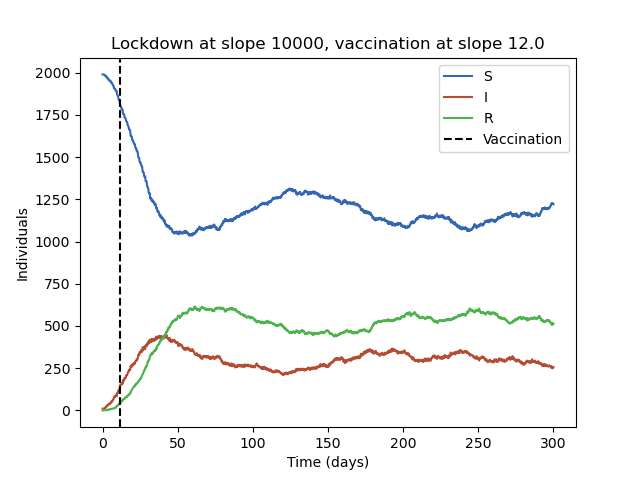 Lockdown at slope 10000, vaccination at slope 12.0
S
I
R
Vaccination
2000
1750
1500
1250
1000
750
500
250
0
Individuals
0 50 100 150 200 250 300
Time (days)